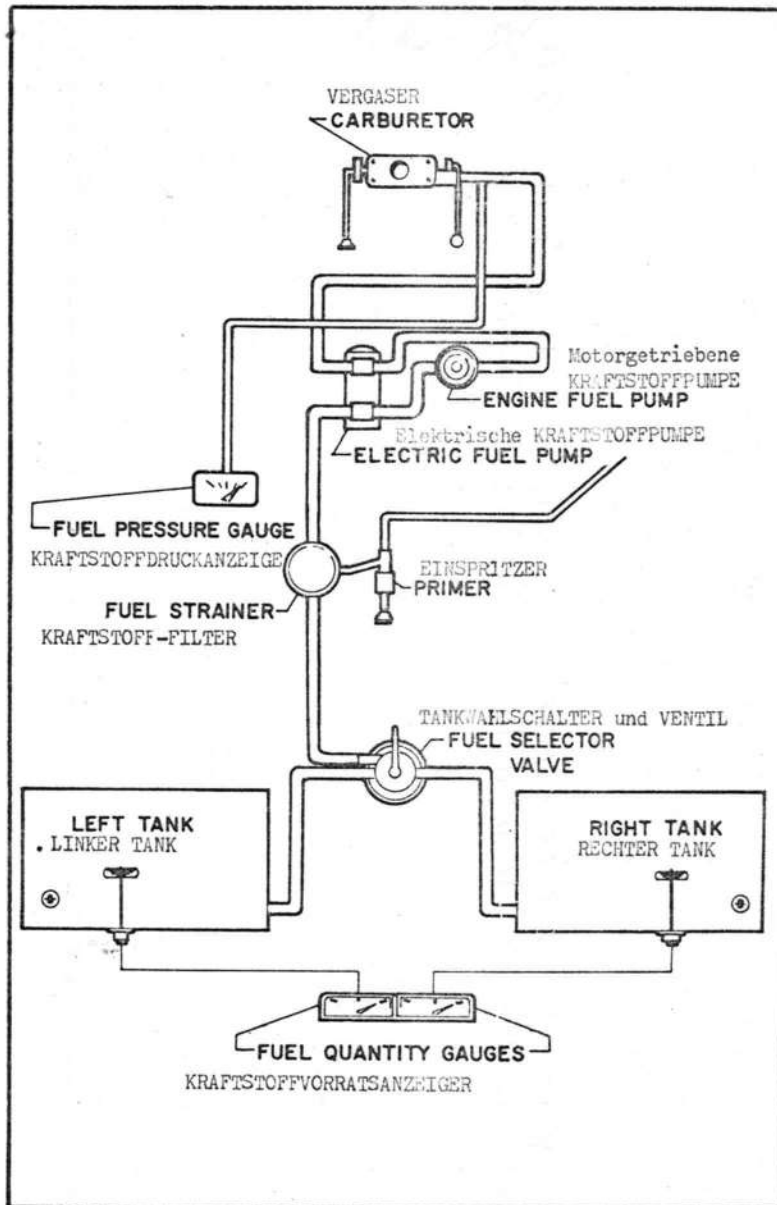 VERGASER
CARBURETOR
Motorgetriebene
KRAFTSTOFFPUMPE
ENGINE FUEL PUMP
Elektrische KRAFTSTOFFPUMPE
ELECTRIC FUEL PUMP
FUEL PRESSURE GAUGE
KRAFTSTOFFDRUCKANZEIGE
EINSPRITZER
PRIMER
FUEL STRAINER
KRAFTSTOFF-FILTER
TANKWAHLSCHALTER und VENTIL
FUEL SELECTOR
VALVE
LEFT TANK
LINKER TANK
RIGHT TANK
RECHTER TANK
FUEL QUANTITY GAUGES
KRAFTSTOFFVORRATSANZEIGER